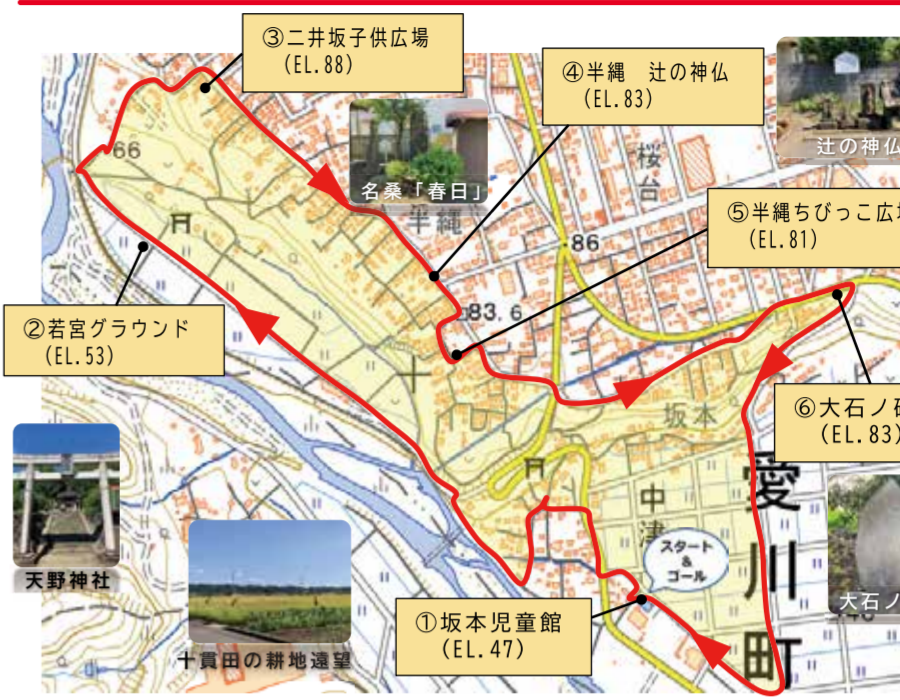 ③二井坂子供広場
(EL.88)
④半縄　辻の神仏
(EL.83)
辻の神仏
名桑「春日」
桜台
半縄
66
86
⑤半縄ちびっこ広
(EL.81)
83.6
②若宮グラウンド
(EL.53)
十
坂本
⑥大石ノ
(EL.83)
中津
愛川町
スタート
&
ゴール
天野神社
十貫田の耕地遠望
①坂本児童館
(EL.47)
大石ノ